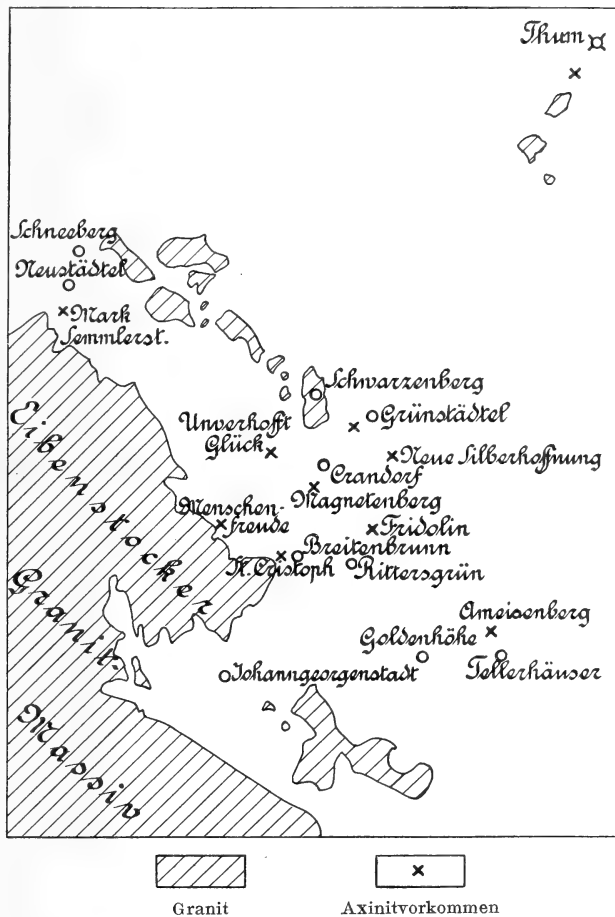 Thum
Schneeberg
Neustädtel
Mark
Semmlerst.
Schwarzenberg
Grünstädtel
Unverhofft
Glück
Neue Silberhoffnung
Crandorf
Magnetenberg
Menschen-
freude
Fridolin
Breitenbrunn
St. Cristoph
Rittersgrün
Ameisenberg
Goldenhöhe
Tellerhäuser
Johanngeorgenstadt
Eibenstocker
Granit.
Massiv
Granit
Axinitvorkommen